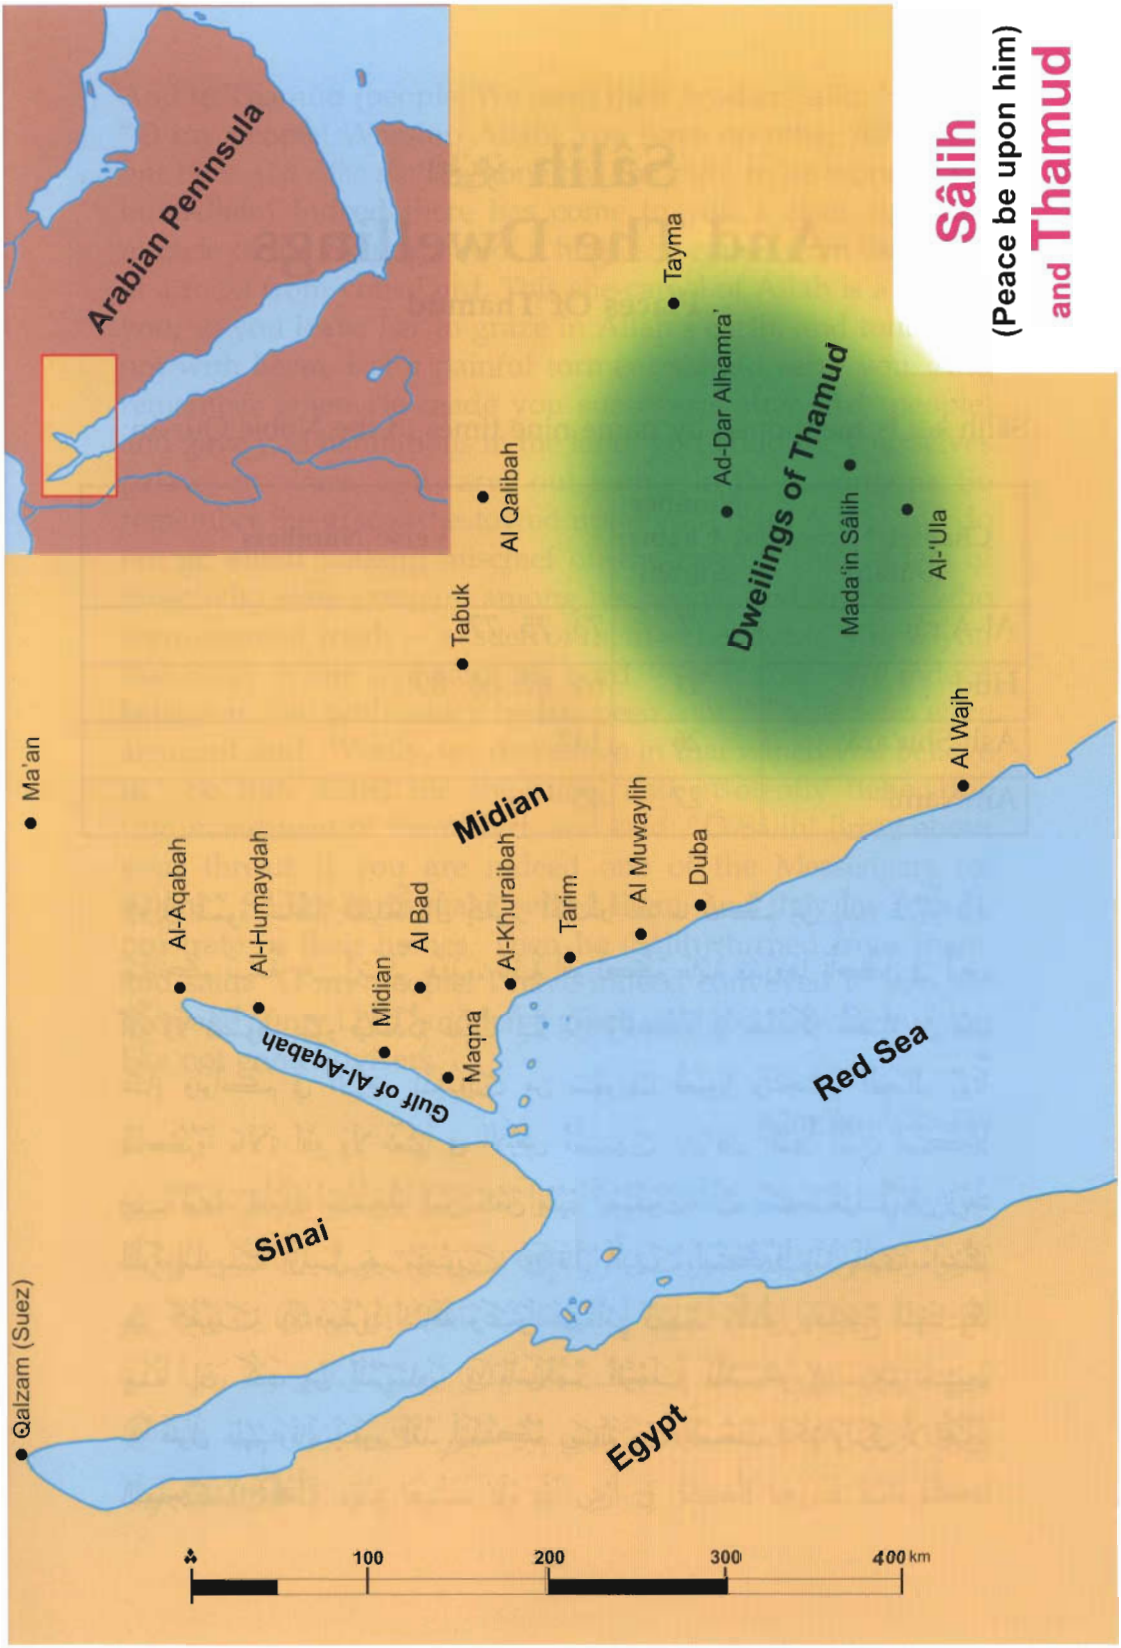 Sâlih
(Peace be upon him)
and Thamud
Arabian Peninsula
Qalzam (Suez)
Ma'an
Al-Aqabah
Al-Humaydah
Gulf of Al-Aqabah
Midian
Al Bad
Maqna
Al-Khuraibah
Tarim
Al Muwaylih
Duba
Midian
Tabuk
Al Qalibah
Tayma
Ad-Dar Alhamra'
Dweilings of Thamud
Mada'in Sâlih
Al-'Ula
Al Wajh
Red Sea
Sinai
Egypt
100
200
300
400 km